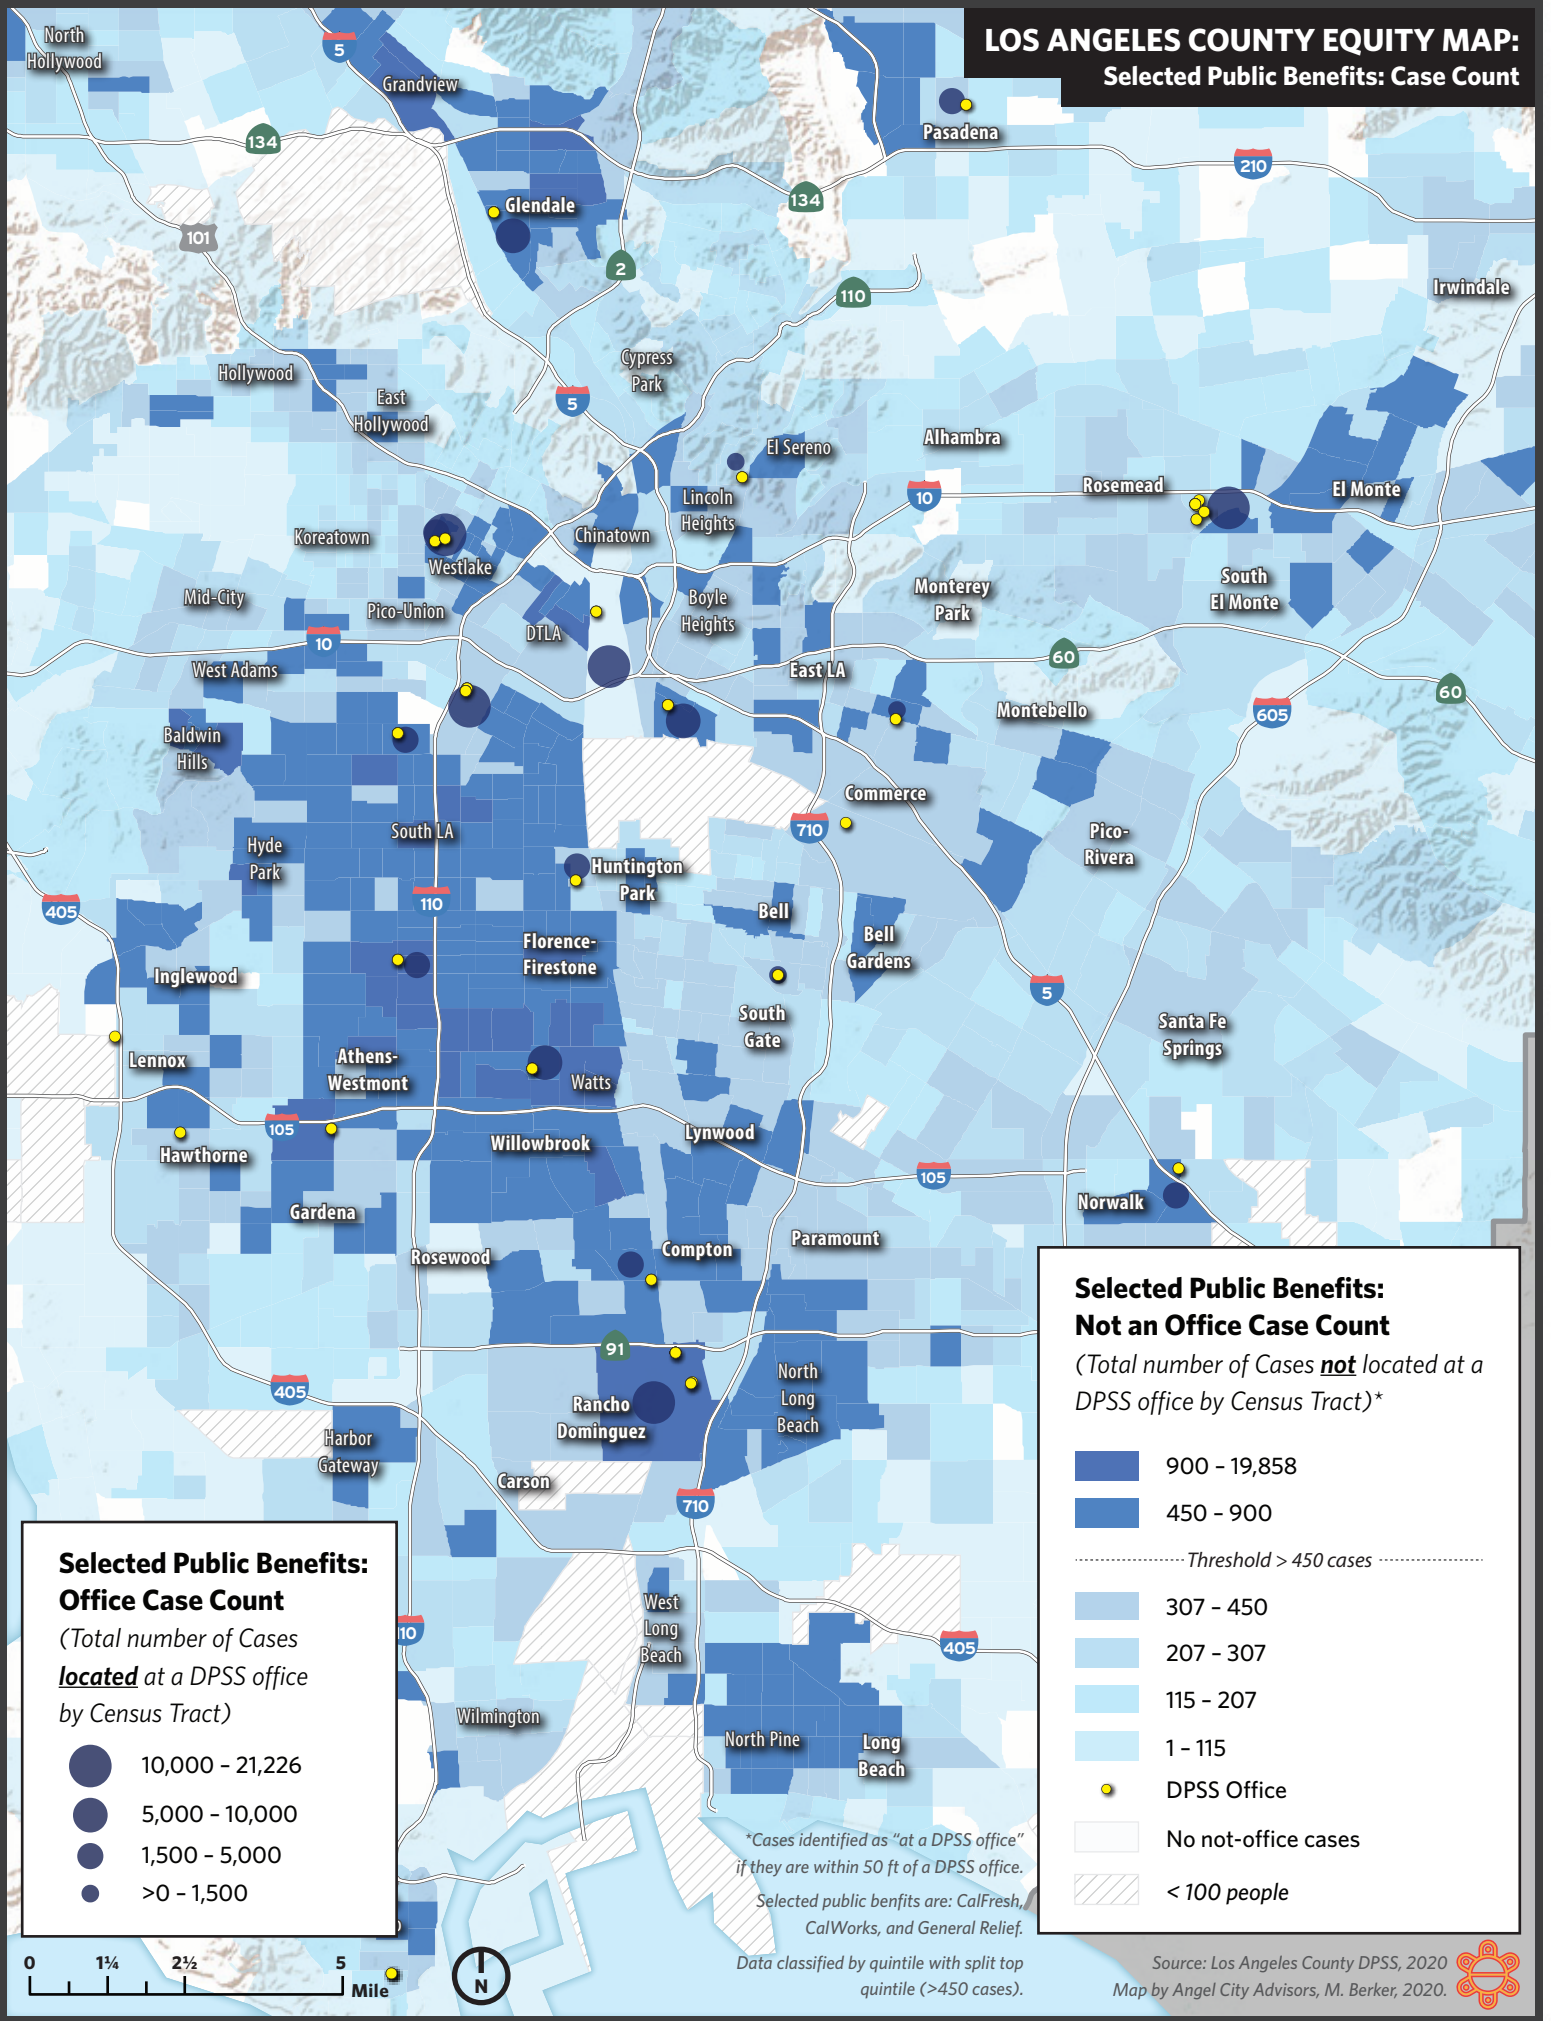 LOS ANGELES COUNTY EQUITY MAP:
Selected Public Benefits: Case Count
North
Hollywood
5
Grandview
Pasadena
134
210
134
Glendale
101
2
110
Irwindale
Hollywood
Cypress
Park
East
Hollywood
5
Alhambra
El Sereno
Rosemead
El Monte
10
Lincoln
Heights
Koreatown
Chinatown
Westlake
South
El Monte
Monterey
Park
Mid-City
Pico-Union
Boyle
Heights
DTLA
10
60
West Adams
East LA
60
Montebello
605
Baldwin
Hills
Commerce
710
South LA
Pico-
Rivera
Hyde
Park
Huntington
Park
110
405
Bell
Florence-
Firestone
Bell
Gardens
Inglewood
5
South
Gate
Santa Fe
Springs
Lennox
Athens-
Westmont
Watts
105
Willowbrook
Lynwood
Hawthorne
105
Norwalk
Gardena
Paramount
Rosewood
Compton
91
North
Long
Beach
405
Rancho
Dominguez
Harbor
Gateway
Carson
710
West
Long
Beach
10
405
Wilmington
North Pine
Long
Beach
Selected Public Benefits:
Not an Office Case Count
(Total number of Cases not located at a
DPSS office by Census Tract)*
900 – 19,858
450 – 900
Threshold > 450 cases
307 – 450
207 – 307
115 – 207
1 – 115
DPSS Office
No not-office cases
< 100 people
Selected Public Benefits:
Office Case Count
(Total number of Cases
located at a DPSS office
by Census Tract)
10,000 – 21,226
5,000 – 10,000
1,500 – 5,000
>0 – 1,500
0 1¼ 2½ 5
Mile
N
*Cases identified as “at a DPSS office”
if they are within 50 ft of a DPSS office.
Selected public benfits are: CalFresh,
CalWorks, and General Relief.
Data classified by quintile with split top
quintile (>450 cases).
Source: Los Angeles County DPSS, 2020
Map by Angel City Advisors, M. Berker, 2020.